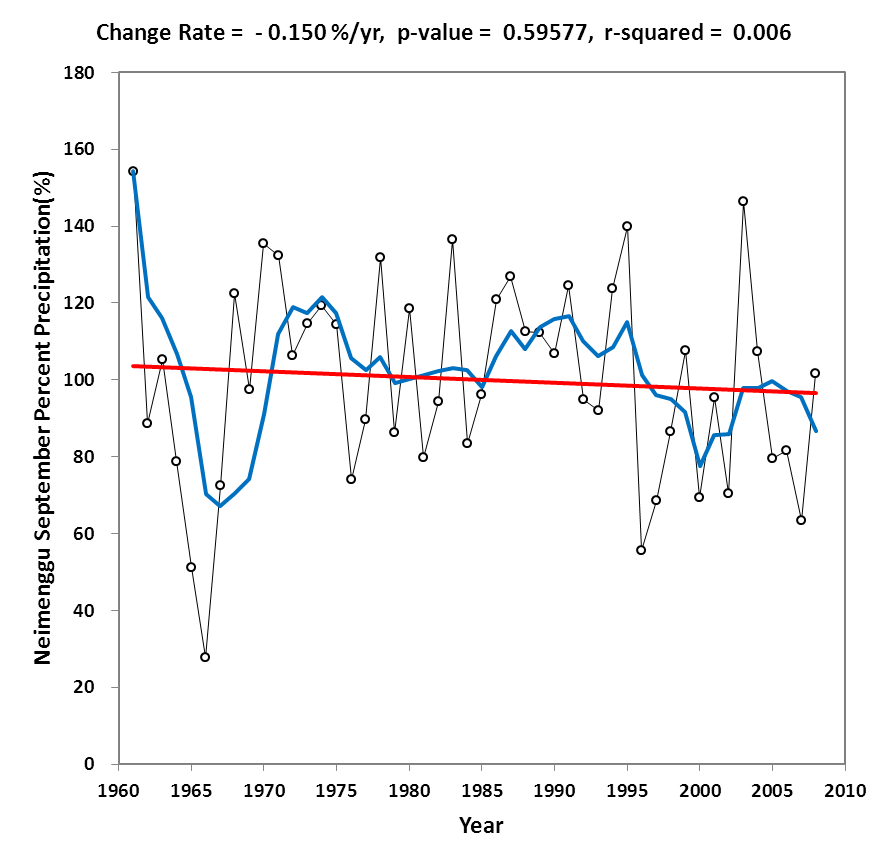 Change Rate = - 0.150 %/yr, p-value = 0.59577, r-squared = 0.006
180
160
140
120
100
80
60
40
20
0
Neimenggu September Percent Precipitation(%)
1960 1965 1970 1975 1980 1985 1990 1995 2000 2005 2010
Year